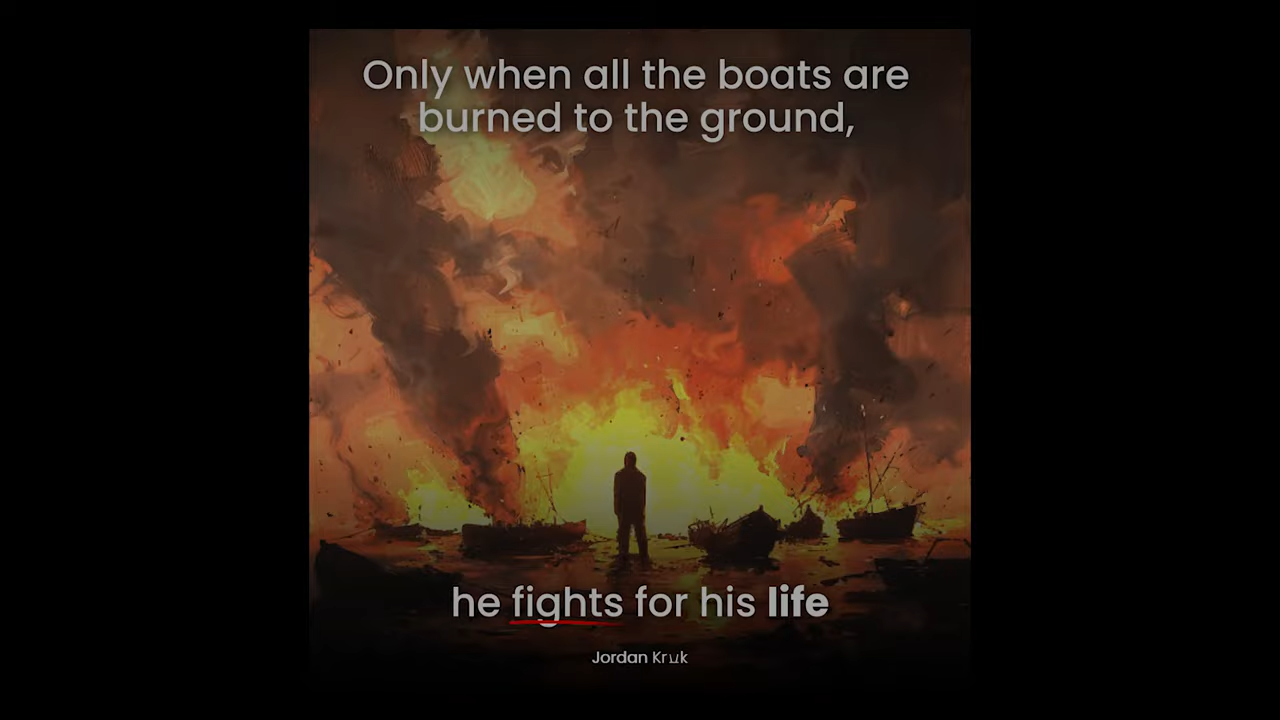 Only when all the boats are
burned to the ground,
he fights for his life
Jordan Kruk